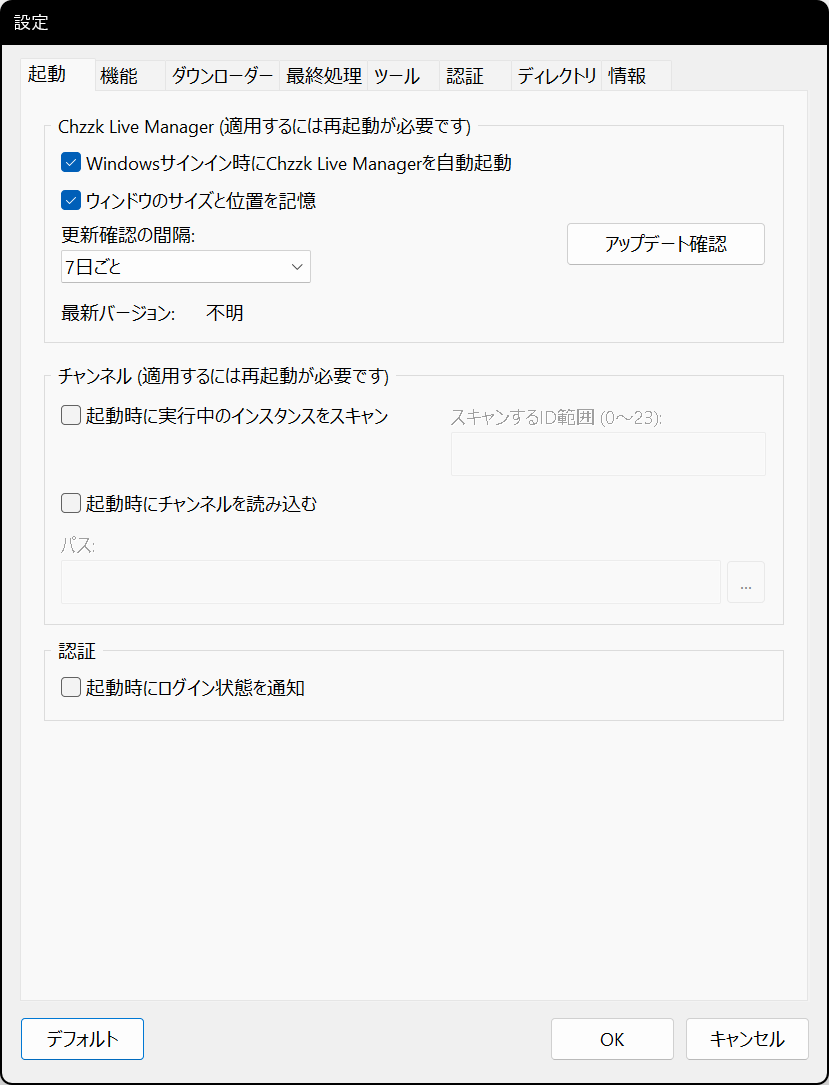 設定
起動 機能 ダウンローダー 最終処理 ツール 認証 ディレクトリ 情報
Chzzk Live Manager (適用するには再起動が必要です)
Windowsサインイン時にChzzk Live Managerを自動起動
ウィンドウのサイズと位置を記憶
更新確認の間隔:
アップデート確認
7日ごと
最新バージョン: 不明
チャンネル (適用するには再起動が必要です)
起動時に実行中のインスタンスをスキャン
スキャンするID範囲 (0～23):
起動時にチャンネルを読み込む
パス:
...
認証
起動時にログイン状態を通知
デフォルト OK キャンセル